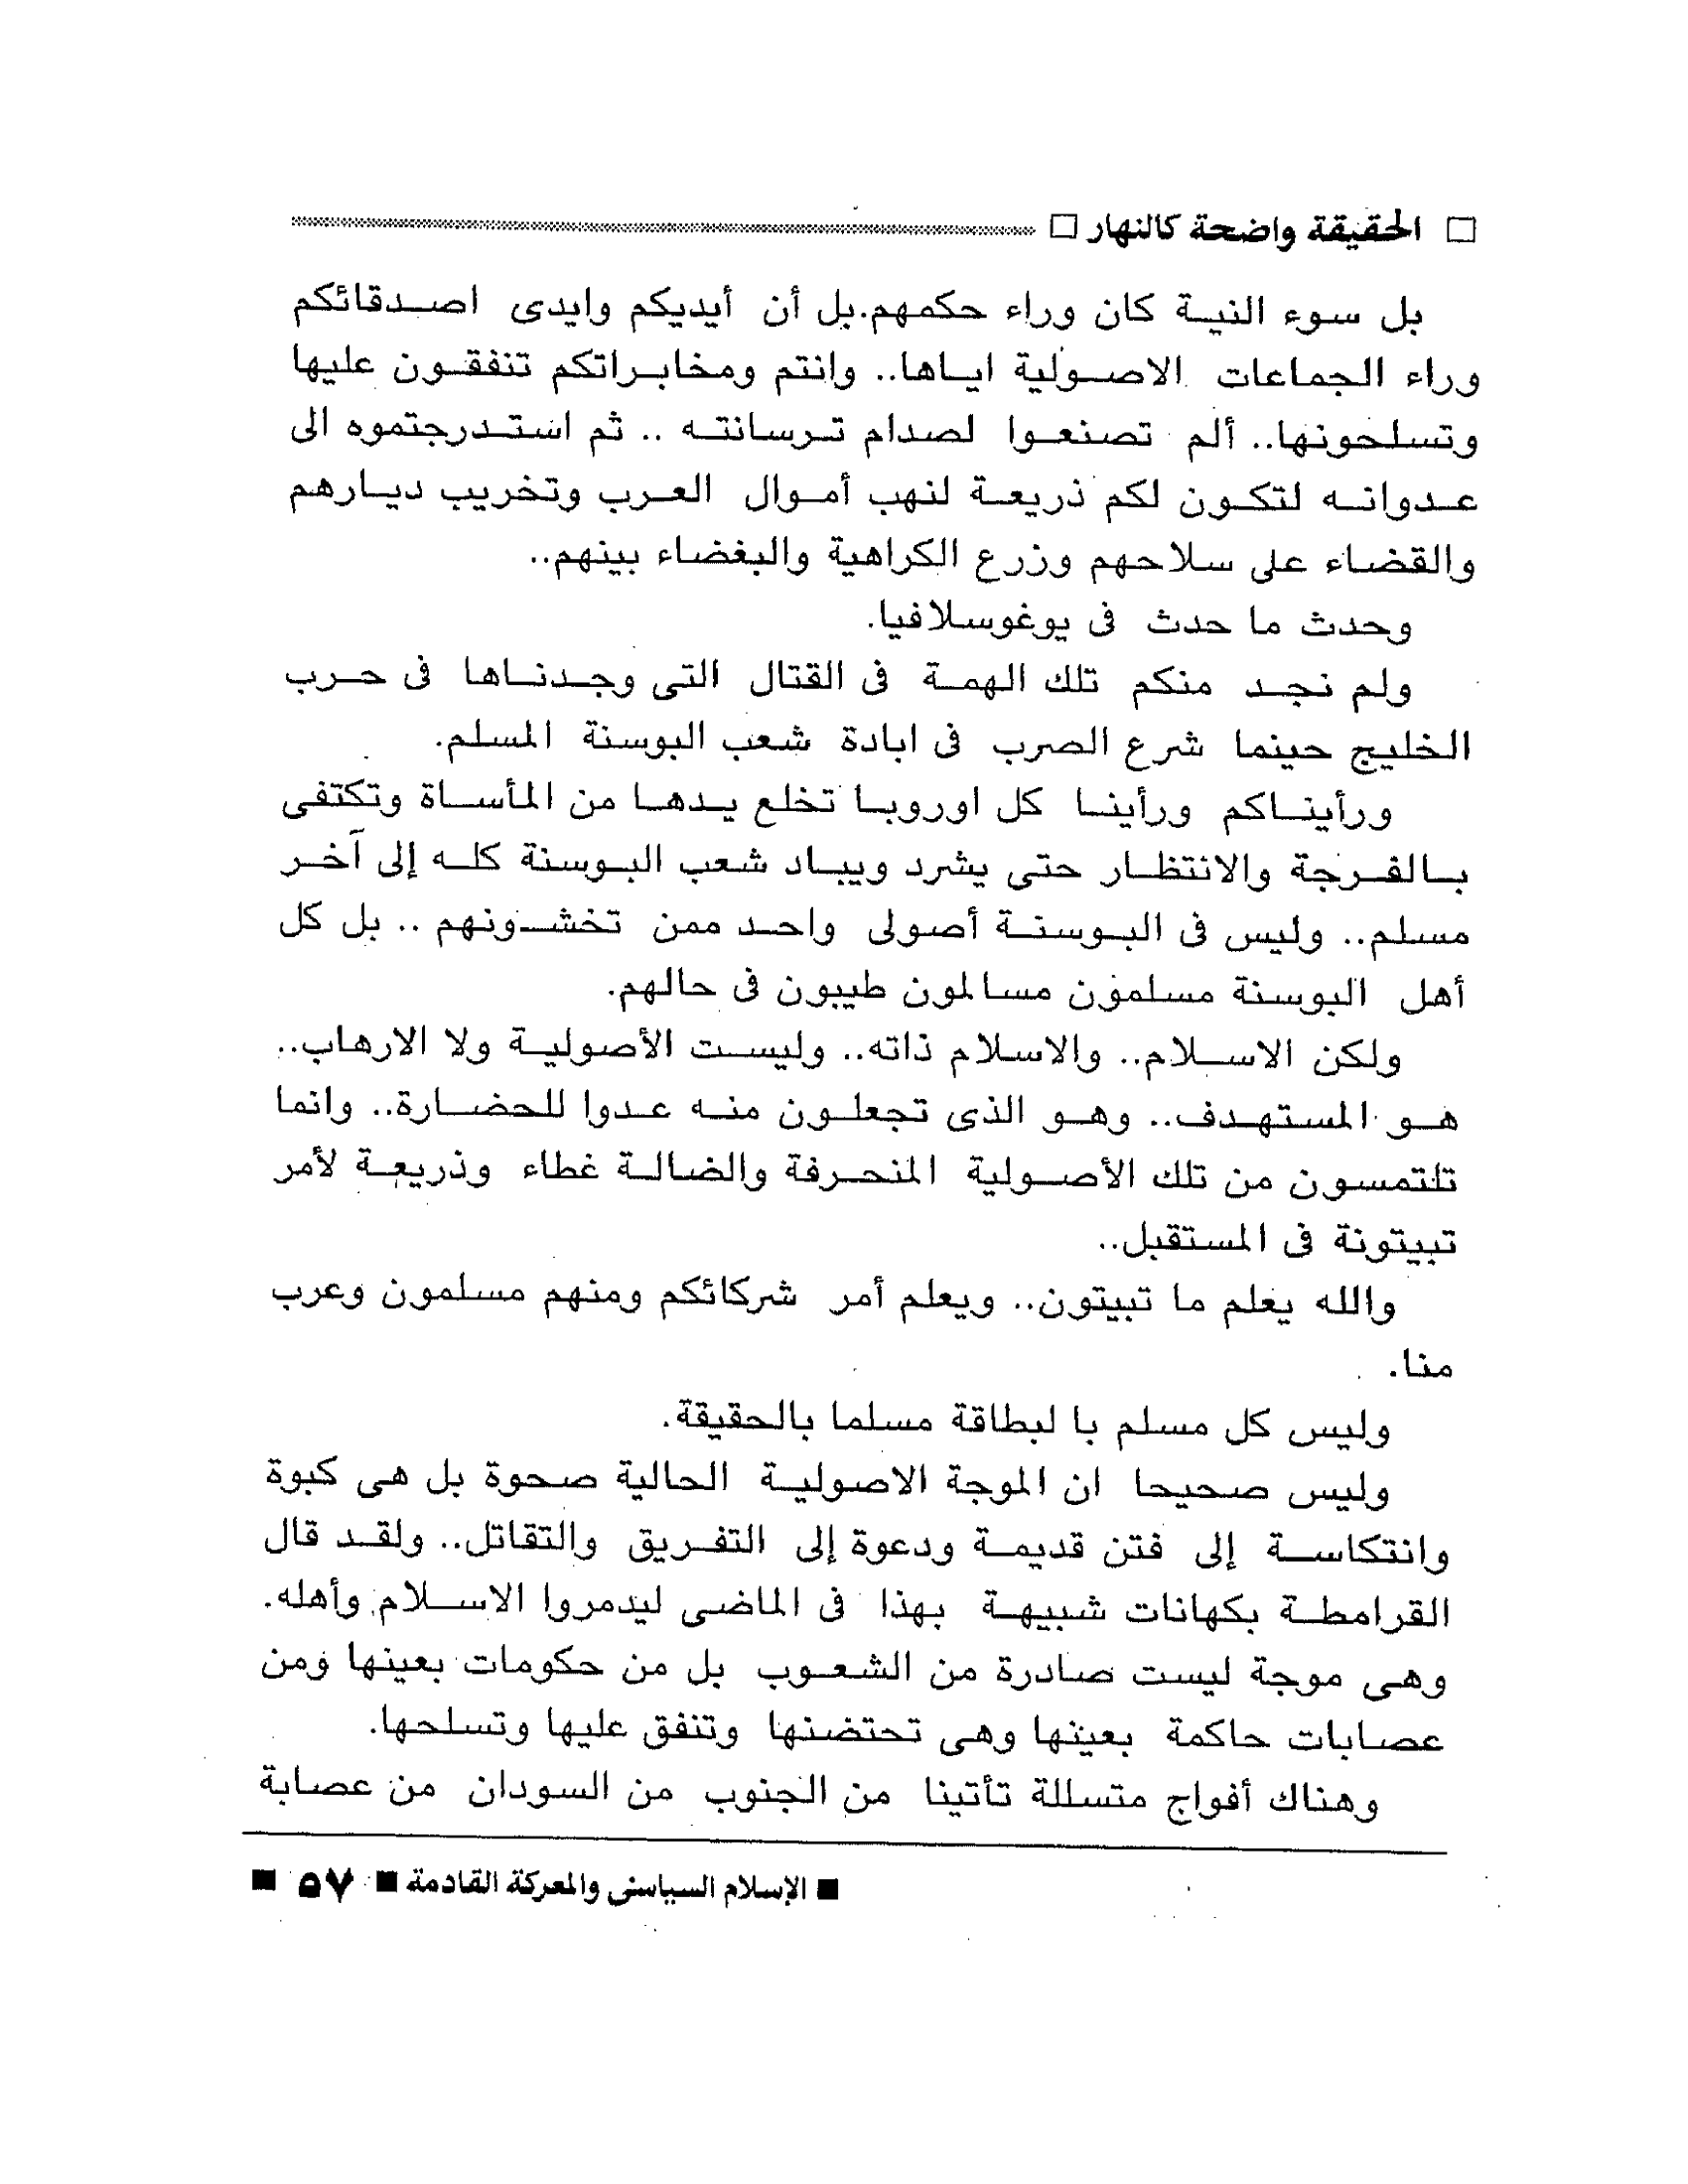 □ الحقيقة واضحة كالنهار □
بل سوء النية كان وراء حكمهم.بل أن أيديكم وايدى اصدقائكم
وراء الجماعات الاصولية اياها.. وانتم ومخابراتكم تنفقون عليها
وتسلحونها.. ألم تصنعوا لصدام ترسانته .. ثم استدرجتموه الى
عدوانه لتكون لكم ذريعة لنهب أموال العرب وتخريب ديارهم
والقضاء على سلاحهم وزرع الكراهية والبغضاء بينهم..
وحدث ما حدث فى يوغوسلافيا.
ولم نجد منكم تلك الهمة فى القتال التى وجدناها فى حرب
الخليج حينما شرع الصرب فى ابادة شعب البوسنة المسلم.
ورأيناكم ورأينا كل اوروبا تخلع يدها من المأساة وتكتفى
بالفرجة والانتظار حتى يشرد ويباد شعب البوسنة كله إلى آخر
مسلم.. وليس فى البوسنة أصولى واحد ممن تخشونهم .. بل كل
أهل البوسنة مسلمون مسالمون طيبون فى حالهم.
ولكن الاسلام.. والاسلام ذاته.. وليست الأصولية ولا الارهاب..
هو المستهدف.. وهو الذى تجعلون منه عدوا للحضارة.. وانما
تلتمسون من تلك الأصولية المنحرفة والضالة غطاء وذريعة لأمر
تبيتونة فى المستقبل..
والله يعلم ما تبيتون.. ويعلم أمر شركائكم ومنهم مسلمون وعرب
منا.
وليس كل مسلم با لبطاقة مسلما بالحقيقة.
وليس صحيحا ان الموجة الاصولية الحالية صحوة بل هى كبوة
وانتكاسة إلى فتن قديمة ودعوة إلى التفريق والتقاتل.. ولقد قال
القرامطة بكهانات شبيهة بهذا فى الماضى ليدمروا الاسلام وأهله.
وهى موجة ليست صادرة من الشعوب بل من حكومات بعينها ومن
عصابات حاكمة بعينها وهى تحتضنها وتنفق عليها وتسلحها.
وهناك أفواج متسللة تأتينا من الجنوب من السودان من عصابة
■ الإسلام السياسى والمعركة القادمة ■ ٥٧ ■